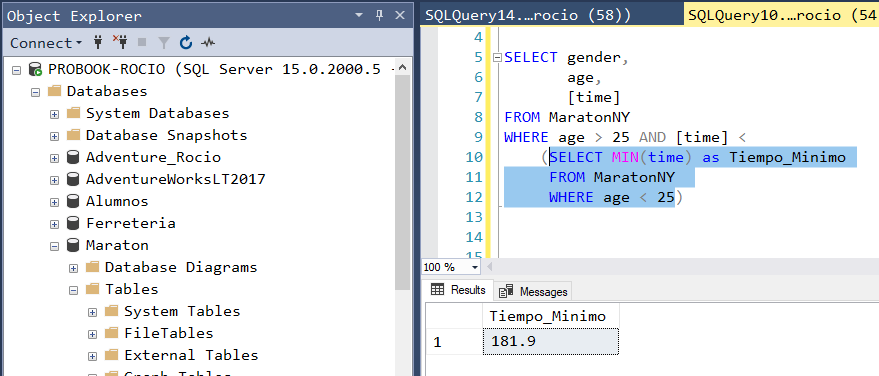 Object Explorer
Connect
PROBOOK-ROCIO (SQL Server 15.0.2000.5 -
Databases
System Databases
Database Snapshots
Adventure_Rocio
AdventureWorksLT2017
Alumnos
Ferreteria
Maraton
Database Diagrams
Tables
System Tables
FileTables
External Tables
Graph Tables
SQLQuery14....rocio (58))
SQLQuery10....rocio (54
4
5 SELECT gender,
6 age,
7 [time]
8 FROM MaratonNY
9 WHERE age > 25 AND [time] <
10 (SELECT MIN(time) as Tiempo_Minimo
11 FROM MaratonNY
12 WHERE age < 25)
13
14
15
100 %
Results Messages
Tiempo_Minimo
1 181.9